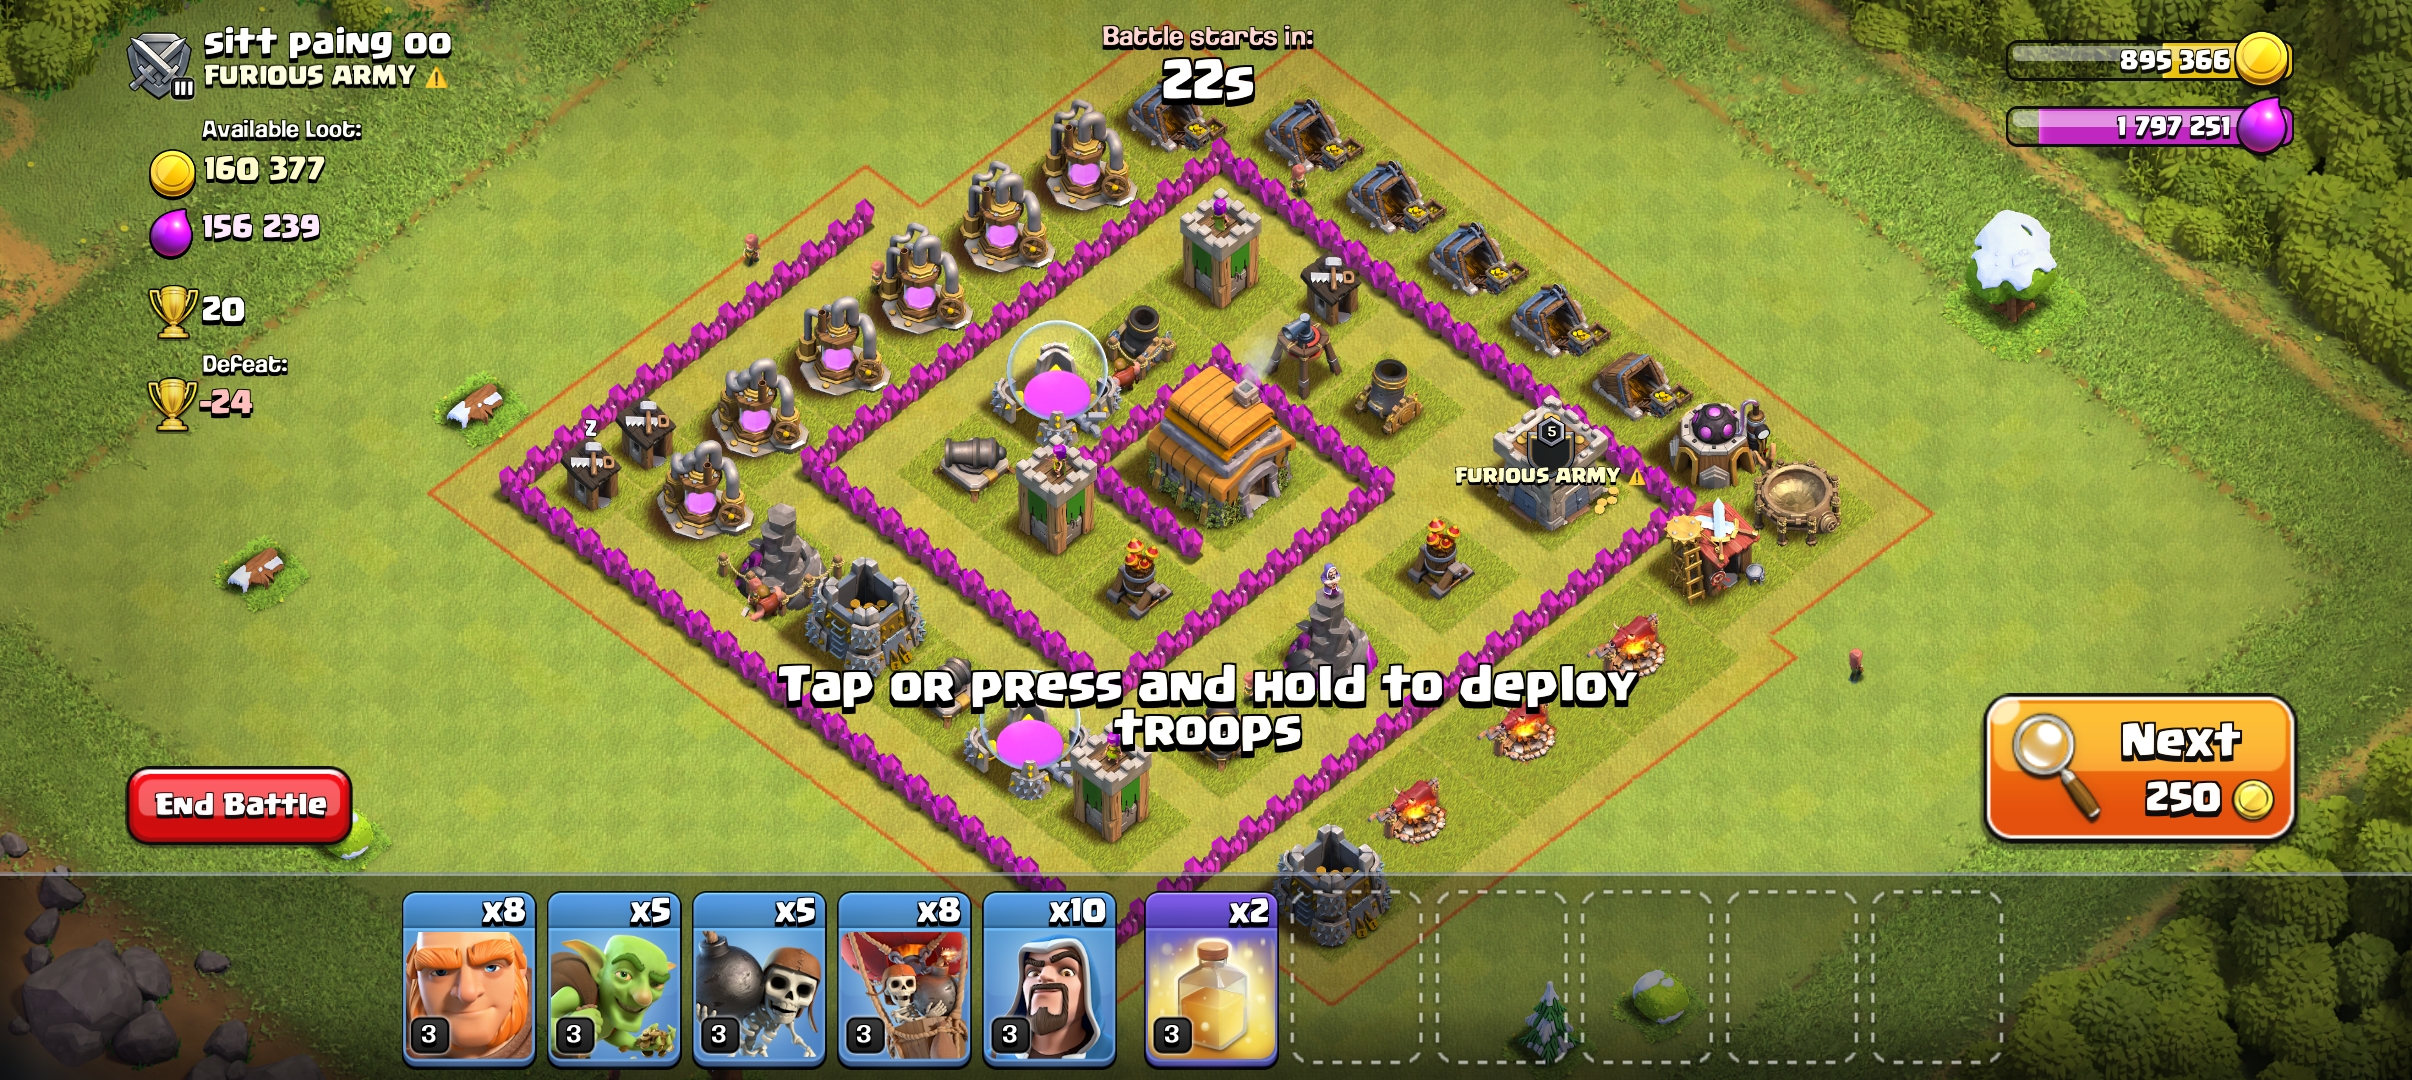 sitt paing oo
FURIOUS ARMY ⚠️
III
Available Loot:
160 377
156 239
20
Defeat:
-24
Battle starts in:
22s
895 366
1 797 251
z
5
FURIOUS ARMY ⚠️
Tap or press and hold to deploy
troops
End Battle
Next
250
x8
x5
x5
x8
x10
x2
3
3
3
3
3
3